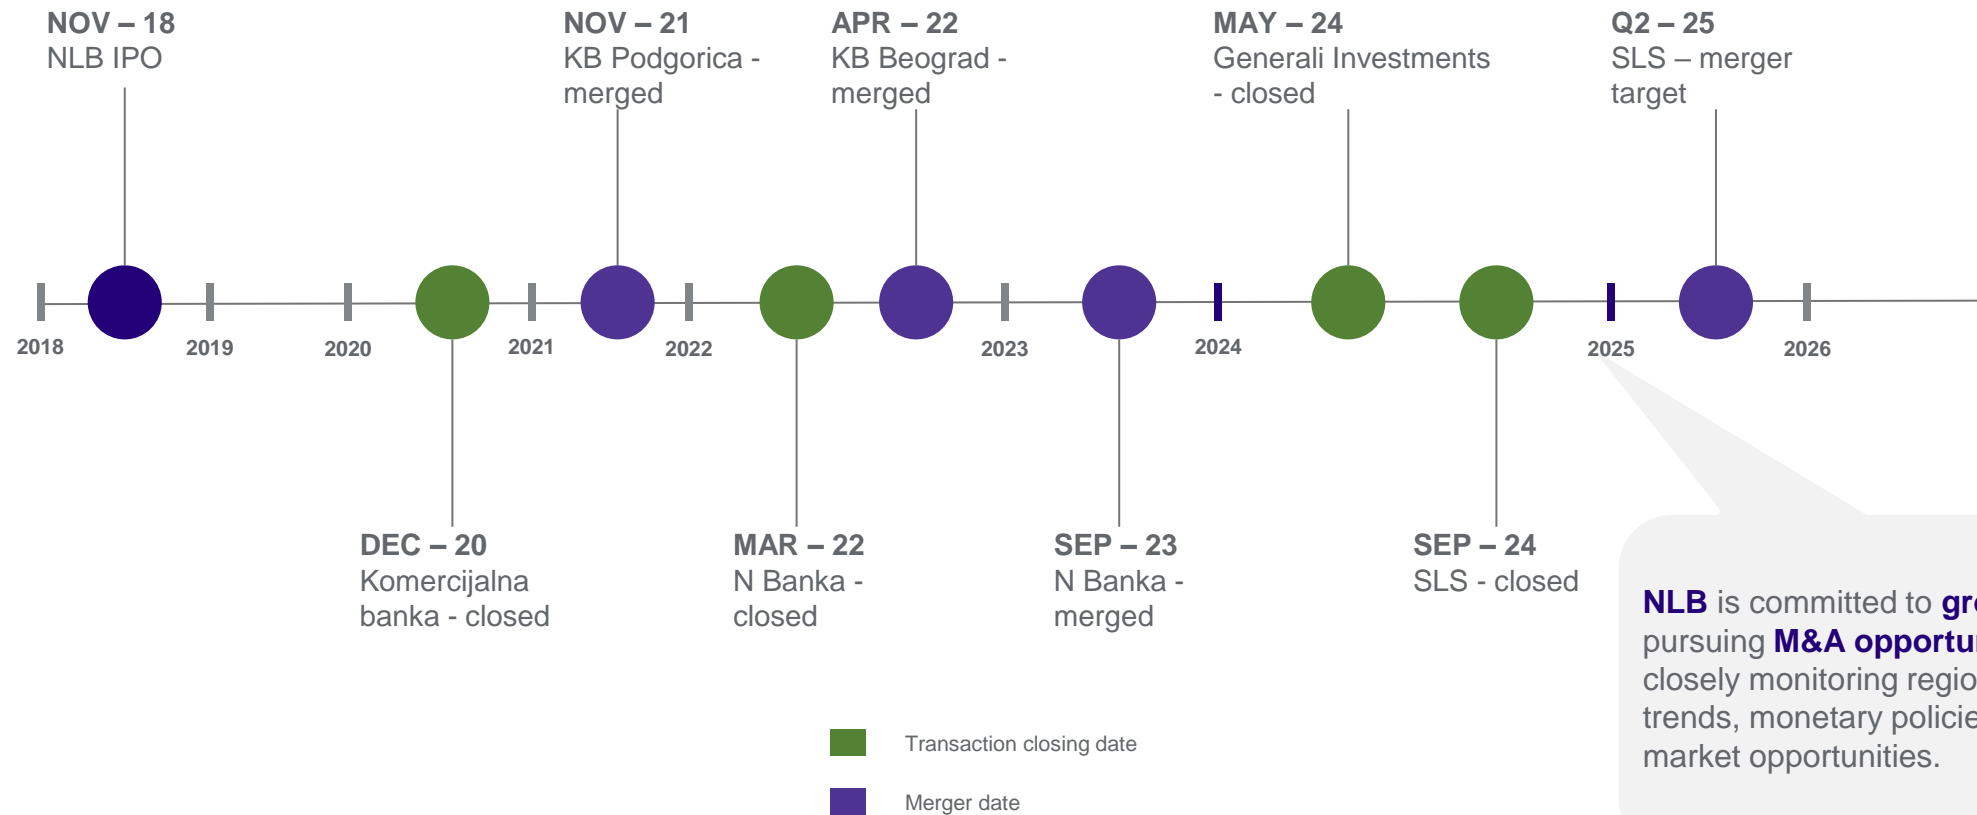 NOV – 18
NLB IPO
NOV – 21
KB Podgorica -
merged
APR – 22
KB Beograd -
merged
MAY – 24
Generali Investments
- closed
Q2 – 25
SLS – merger
target
2018
2019
2020
2021
2022
2023
2024
2025
2026
DEC – 20
Komercijalna
banka - closed
MAR – 22
N Banka -
closed
SEP – 23
N Banka -
merged
SEP – 24
SLS - closed
NLB is committed to
pursuing M&A
closely monitoring
trends, monetary
market opportunities.
Transaction closing date
Merger date